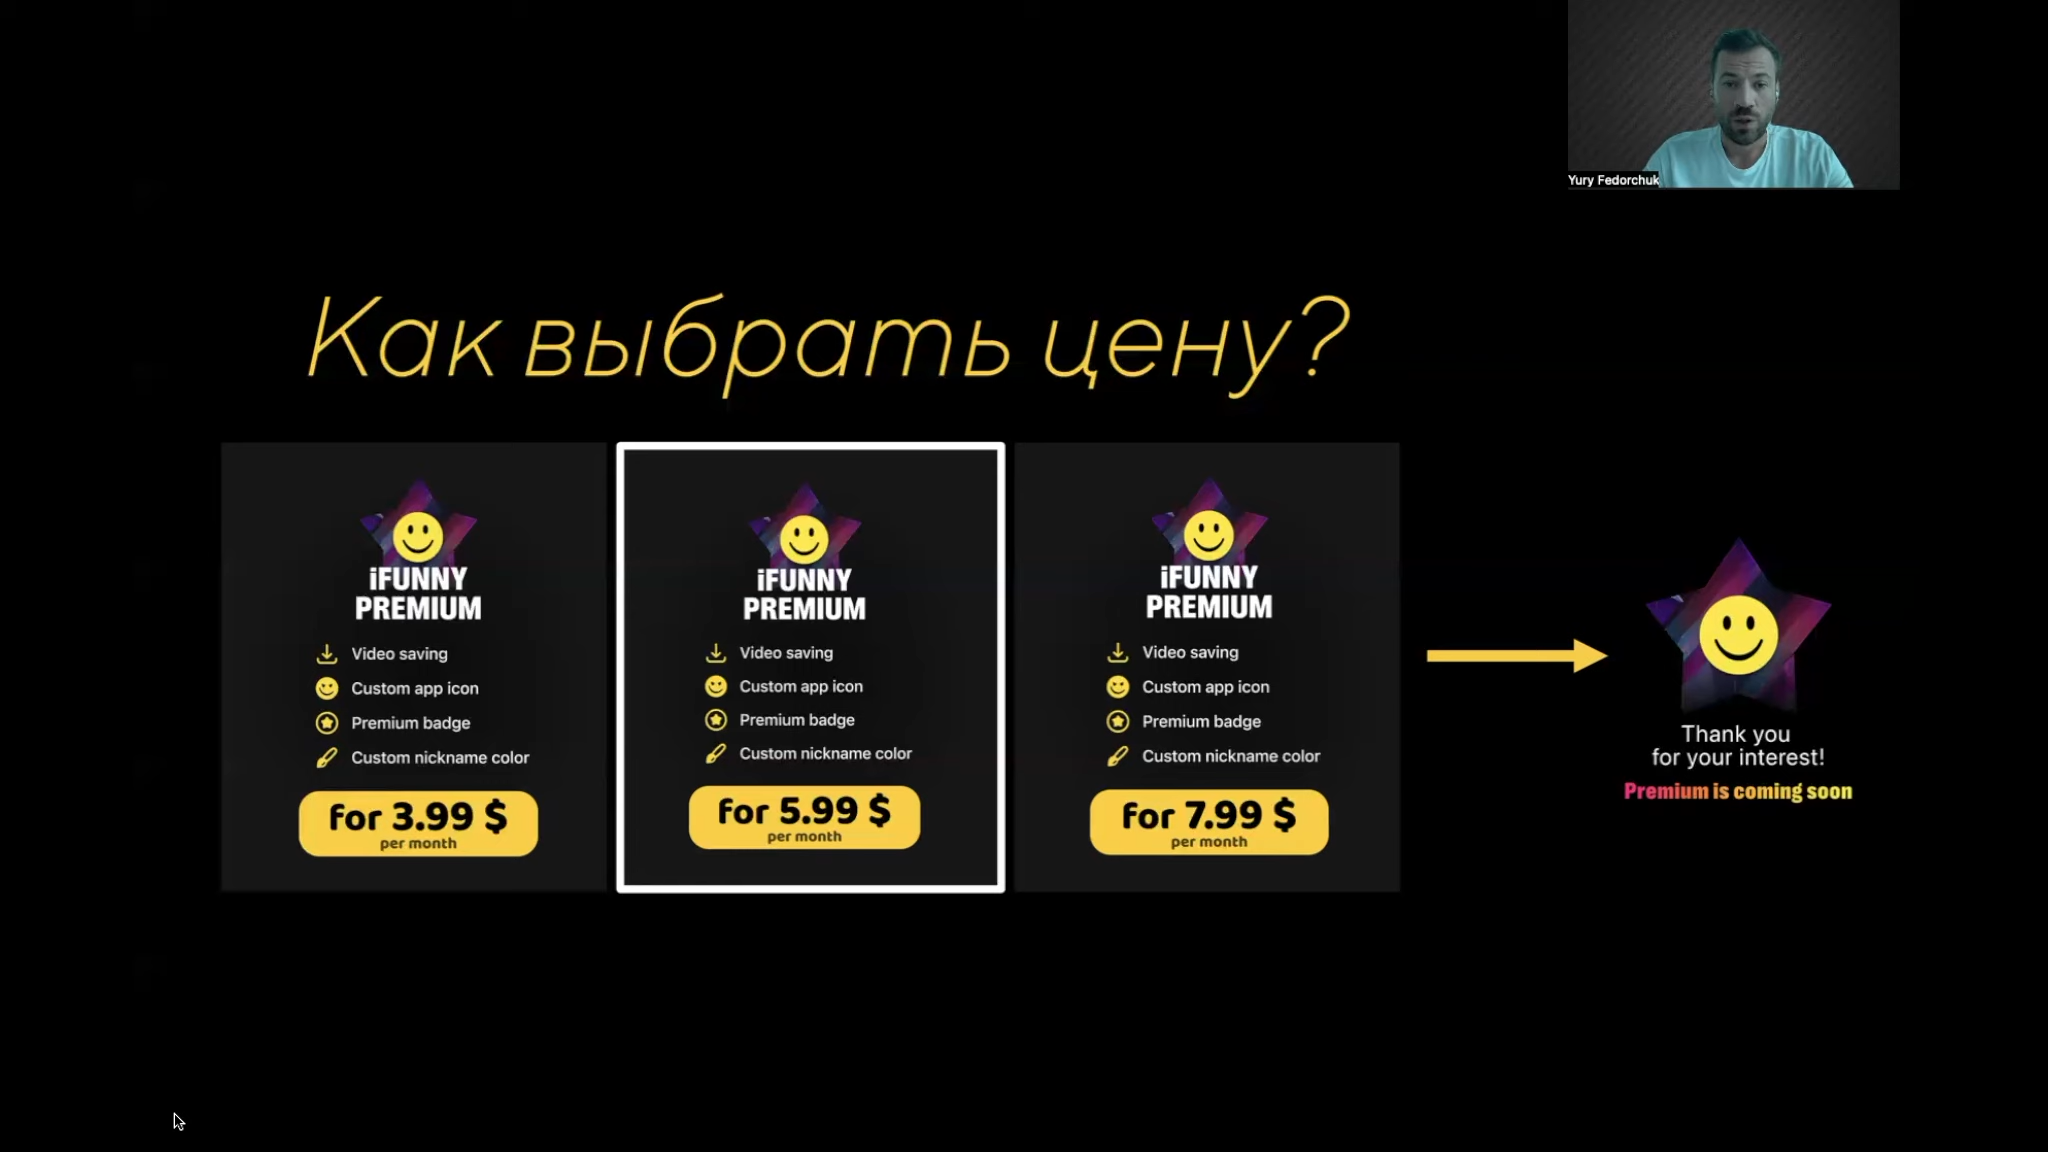 Yury Fedorchuk
Как выбрать цену?
iFUNNY
PREMIUM
Video saving
Custom app icon
Premium badge
Custom nickname color
for 3.99 $
per month
iFUNNY
PREMIUM
Video saving
Custom app icon
Premium badge
Custom nickname color
for 5.99 $
per month
iFUNNY
PREMIUM
Video saving
Custom app icon
Premium badge
Custom nickname color
for 7.99 $
per month
Thank you
for your interest!
Premium is coming soon